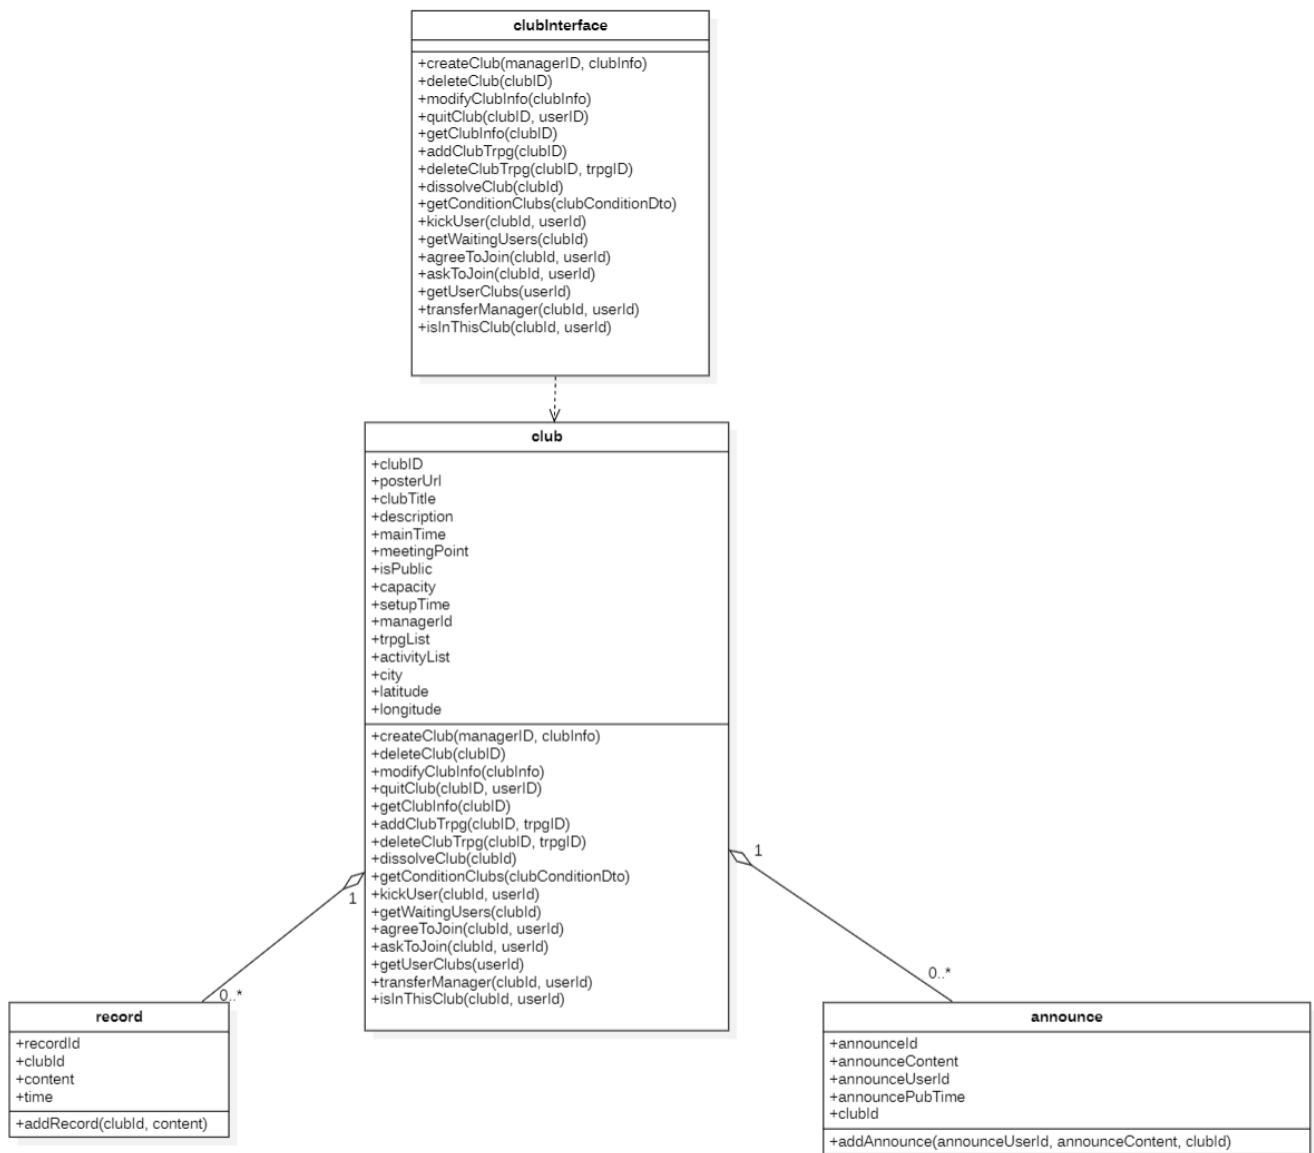 clubInterface
+createClub(managerID, clubInfo)
+deleteClub(clubID)
+modifyClubInfo(clubInfo)
+quitClub(clubID, userID)
+getClubInfo(clubID)
+addClubTrpg(clubID)
+deleteClubTrpg(clubID, trpgID)
+dissolveClub(clubId)
+getConditionClubs(clubConditionDto)
+kickUser(clubId, userId)
+getWaitingUsers(clubId)
+agreeToJoin(clubId, userId)
+askToJoin(clubId, userId)
+getUserClubs(userId)
+transferManager(clubId, userId)
+isInThisClub(clubId, userId)
club
+clubID
+posterUrl
+clubTitle
+description
+mainTime
+meetingPoint
+isPublic
+capacity
+setupTime
+managerId
+trpgList
+activityList
+city
+latitude
+longitude
+createClub(managerID, clubInfo)
+deleteClub(clubID)
+modifyClubInfo(clubInfo)
+quitClub(clubID, userID)
+getClubInfo(clubID)
+addClubTrpg(clubID, trpgID)
+deleteClubTrpg(clubID, trpgID)
+dissolveClub(clubId)
+getConditionClubs(clubConditionDto)
+kickUser(clubId, userId)
+getWaitingUsers(clubId)
+agreeToJoin(clubId, userId)
+askToJoin(clubId, userId)
+getUserClubs(userId)
+transferManager(clubId, userId)
+isInThisClub(clubId, userId)
1
0..*
1
0..*
record
+recordId
+clubId
+content
+time
+addRecord(clubId, content)
announce
+announceId
+announceContent
+announceUserId
+announcePubTime
+clubId
+addAnnounce(announceUserId, announceContent, clubId)